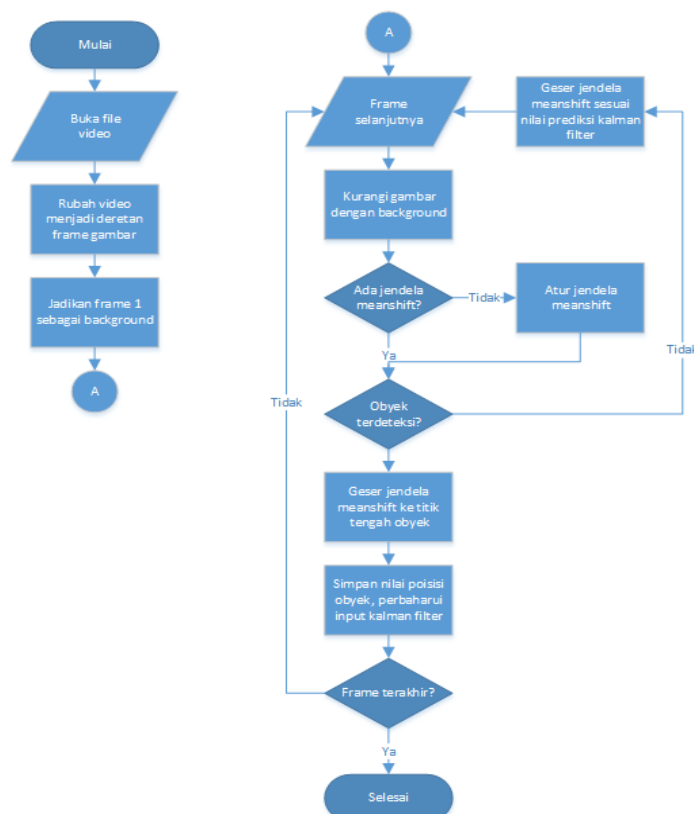 Mulai
Buka file
video
Rubah video
menjadi deretan
frame gambar
Jadikan frame 1
sebagai background
A
A
Frame
selanjutnya
Geser jendela
meanshift sesuai
nilai prediksi kalman
filter
Kurangi gambar
dengan background
Ada jendela
meanshift?
Tidak
Atur jendela
meanshift
Ya
Tidak
Obyek
terdeteksi?
Tidak
Geser jendela
meanshift ke titik
tengah obyek
Simpan nilai poisisi
obyek, perbaharui
input kalman filter
Frame terakhir?
Ya
Selesai